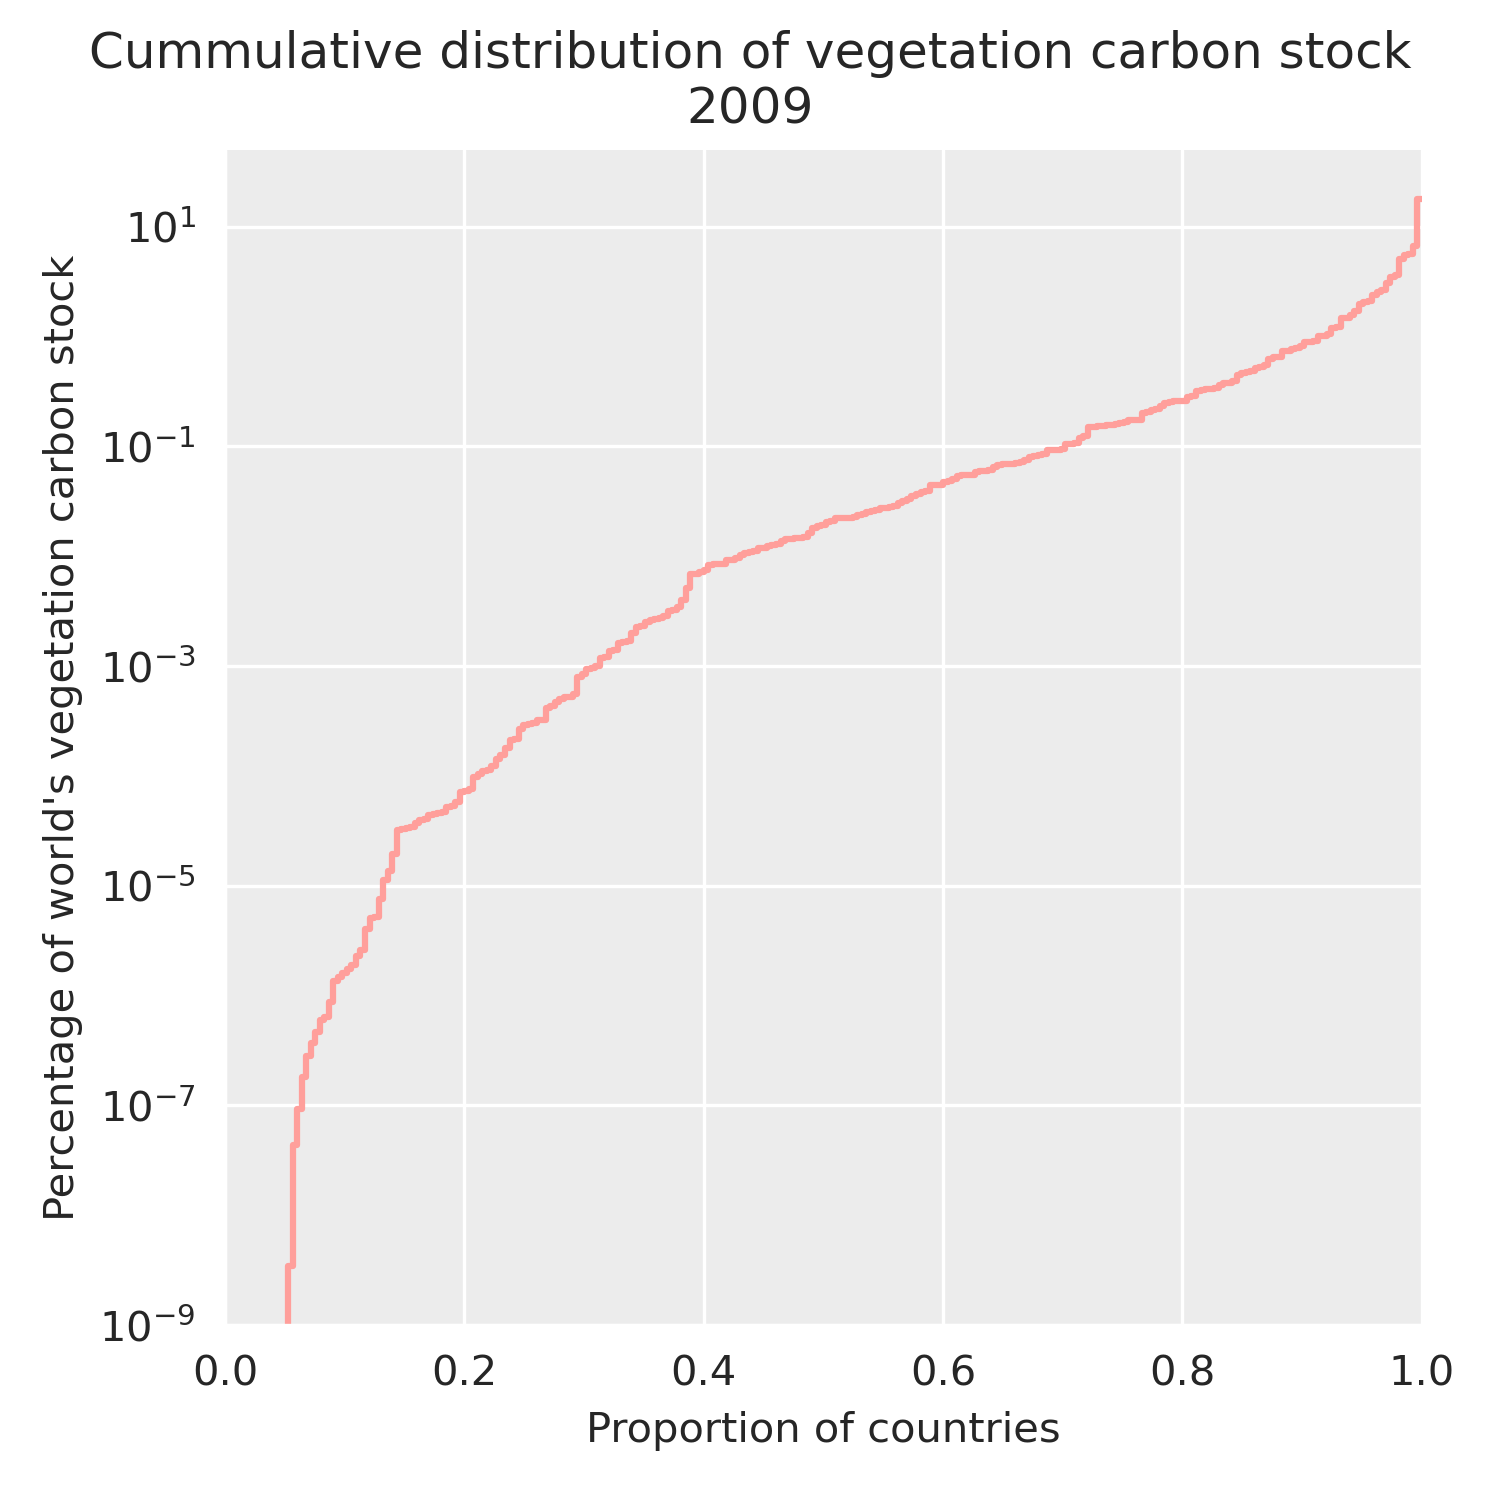 Cummulative distribution of vegetation carbon stock
2009
Percentage of world's vegetation carbon stock
10¹
10⁻¹
10⁻³
10⁻⁵
10⁻⁷
10⁻⁹
0.0 0.2 0.4 0.6 0.8 1.0
Proportion of countries